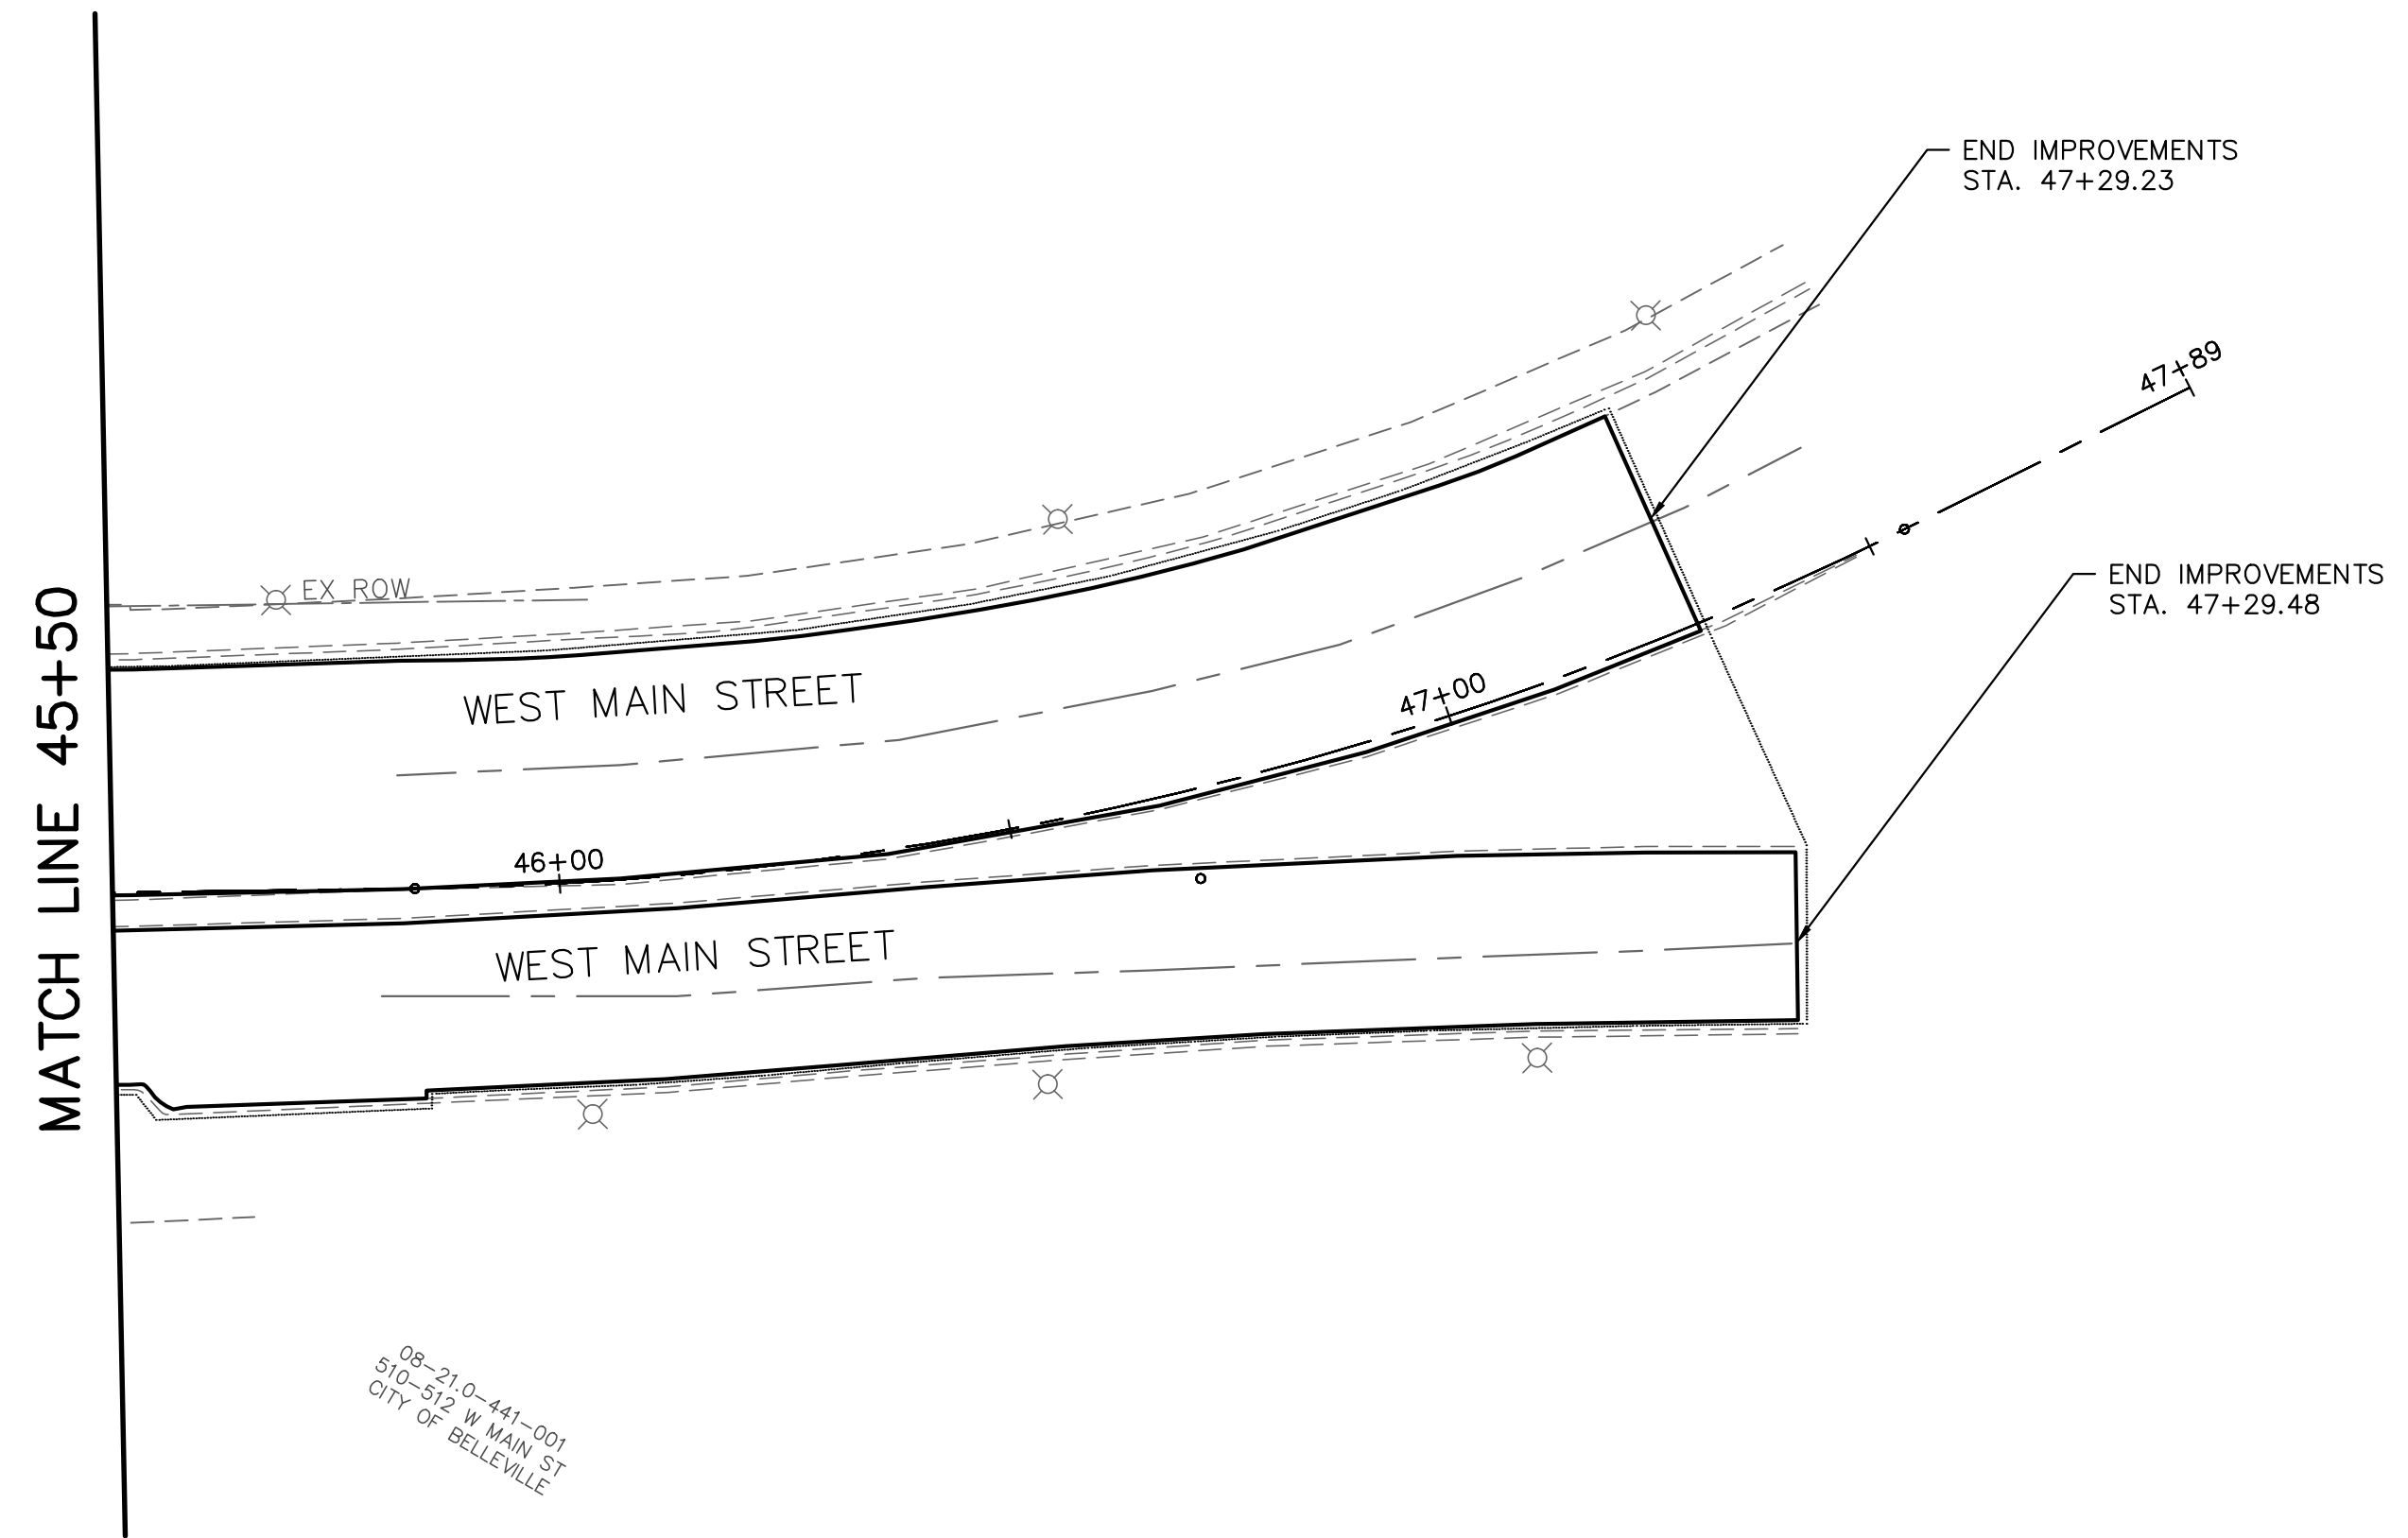 END IMPROVEMENTS
STA. 47+29.23
47+89
END IMPROVEMENTS
STA. 47+29.48
EX ROW
MATCH LINE 45+50
WEST MAIN STREET
47+00
46+00
WEST MAIN STREET
08-21.0-441-001
510-512 W MAIN ST
CITY OF BELLEVILLE